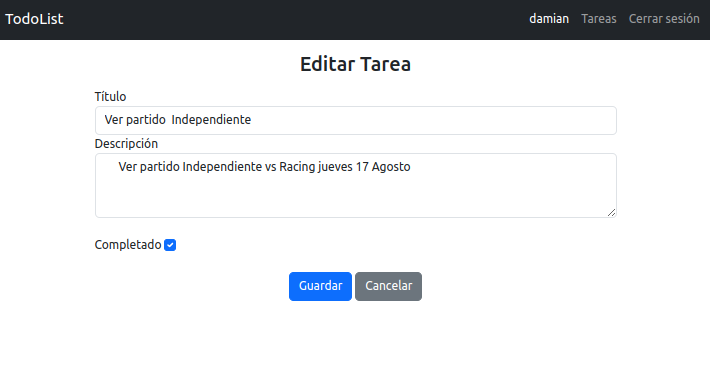 TodoList
damian Tareas Cerrar sesión
Editar Tarea
Título
Ver partido  Independiente
Descripción
Ver partido Independiente vs Racing jueves 17 Agosto
Completado
Guardar Cancelar